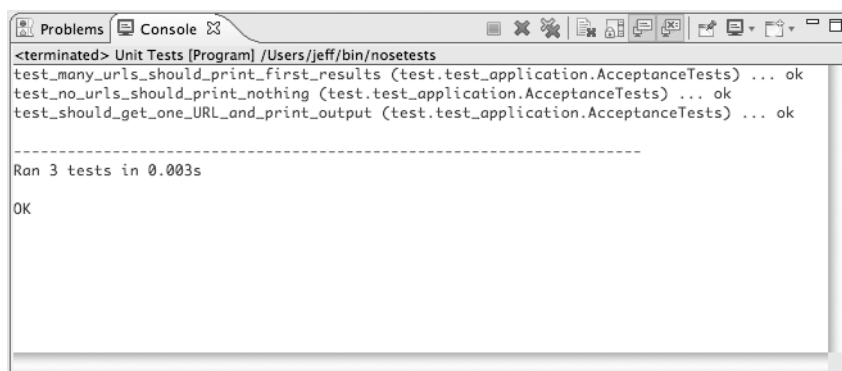 Problems Console
<terminated> Unit Tests [Program] /Users/jeff/bin/nosetests
test_many_urls_should_print_first_results (test.test_application.AcceptanceTests) ... ok
test_no_urls_should_print_nothing (test.test_application.AcceptanceTests) ... ok
test_should_get_one_URL_and_print_output (test.test_application.AcceptanceTests) ... ok
----------------------------------------------------------------------
Ran 3 tests in 0.003s
OK